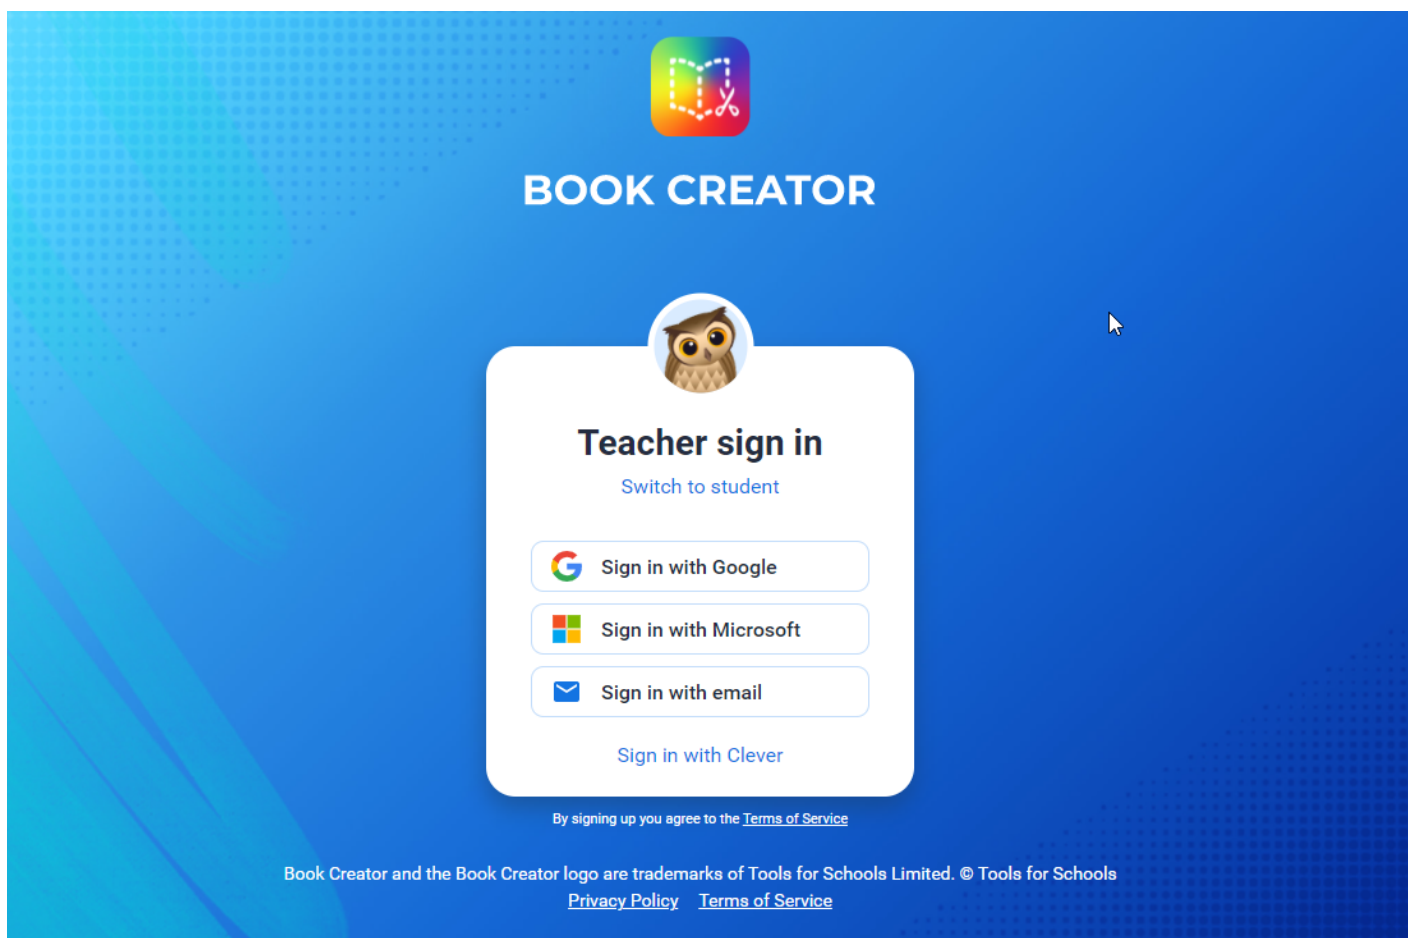 BOOK CREATOR
Teacher sign in
Switch to student
Sign in with Google
Sign in with Microsoft
Sign in with email
Sign in with Clever
By signing up you agree to the Terms of Service
Book Creator and the Book Creator logo are trademarks of Tools for Schools Limited. © Tools for Schools
Privacy Policy Terms of Service